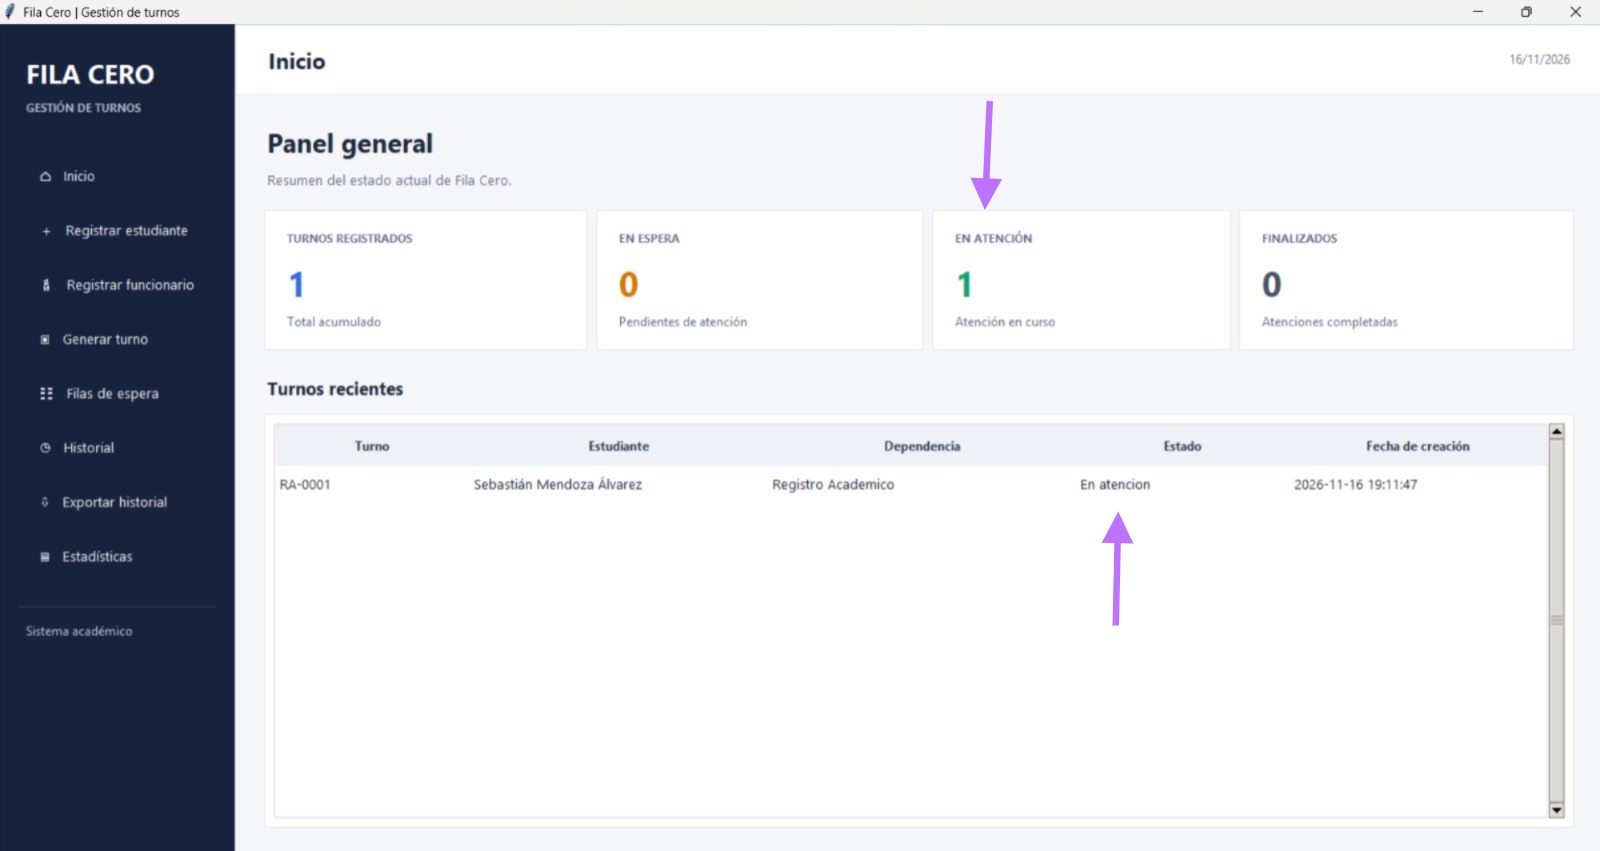 Fila Cero | Gestión de turnos
FILA CERO
GESTIÓN DE TURNOS
Inicio
Registrar estudiante
Registrar funcionario
Generar turno
Filas de espera
Historial
Exportar historial
Estadísticas
Sistema académico
Inicio
16/11/2026
Panel general
Resumen del estado actual de Fila Cero.
TURNOS REGISTRADOS
1
Total acumulado
EN ESPERA
0
Pendientes de atención
EN ATENCIÓN
1
Atención en curso
FINALIZADOS
0
Atenciones completadas
Turnos recientes
Turno Estudiante Dependencia Estado Fecha de creación
RA-0001 Sebastián Mendoza Álvarez Registro Academico En atencion 2026-11-16 19:11:47